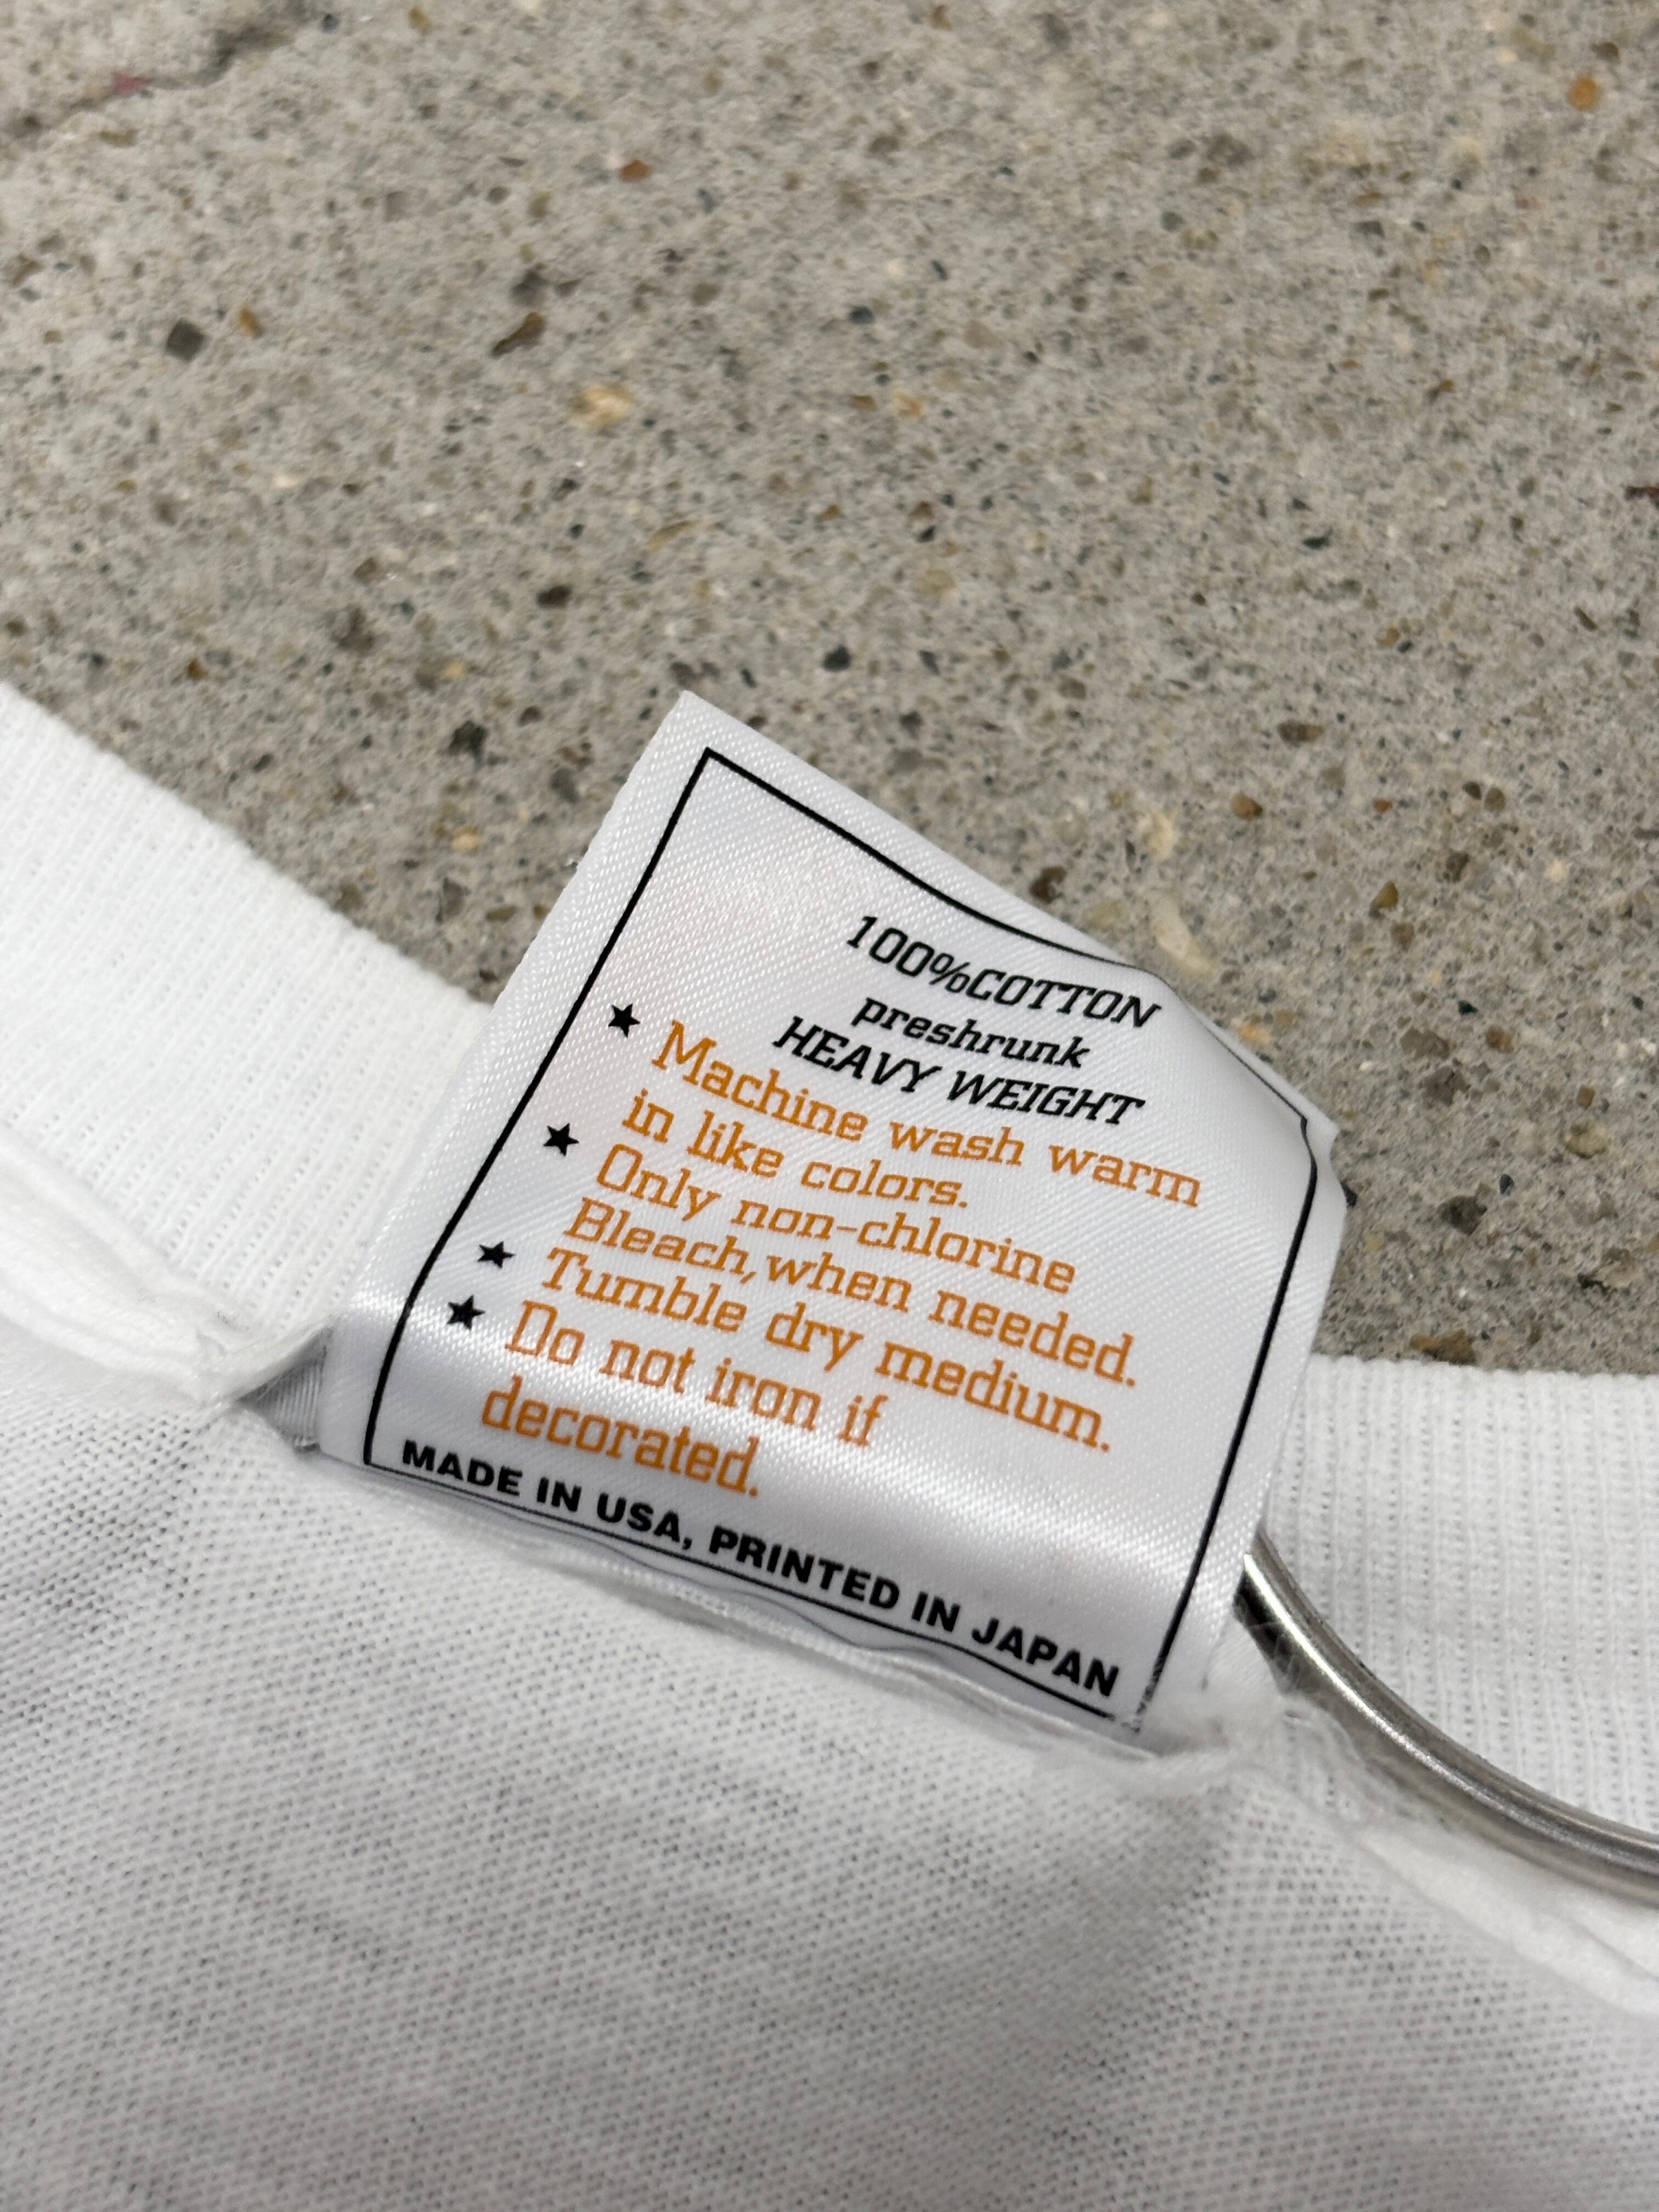 100%COTTON
preshrunk
HEAVY WEIGHT
★ Machine wash warm
in like colors.
★ Only non-chlorine
Bleach,when needed.
★ Tumble dry medium.
★ Do not iron if
decorated.
MADE IN USA, PRINTED IN JAPAN